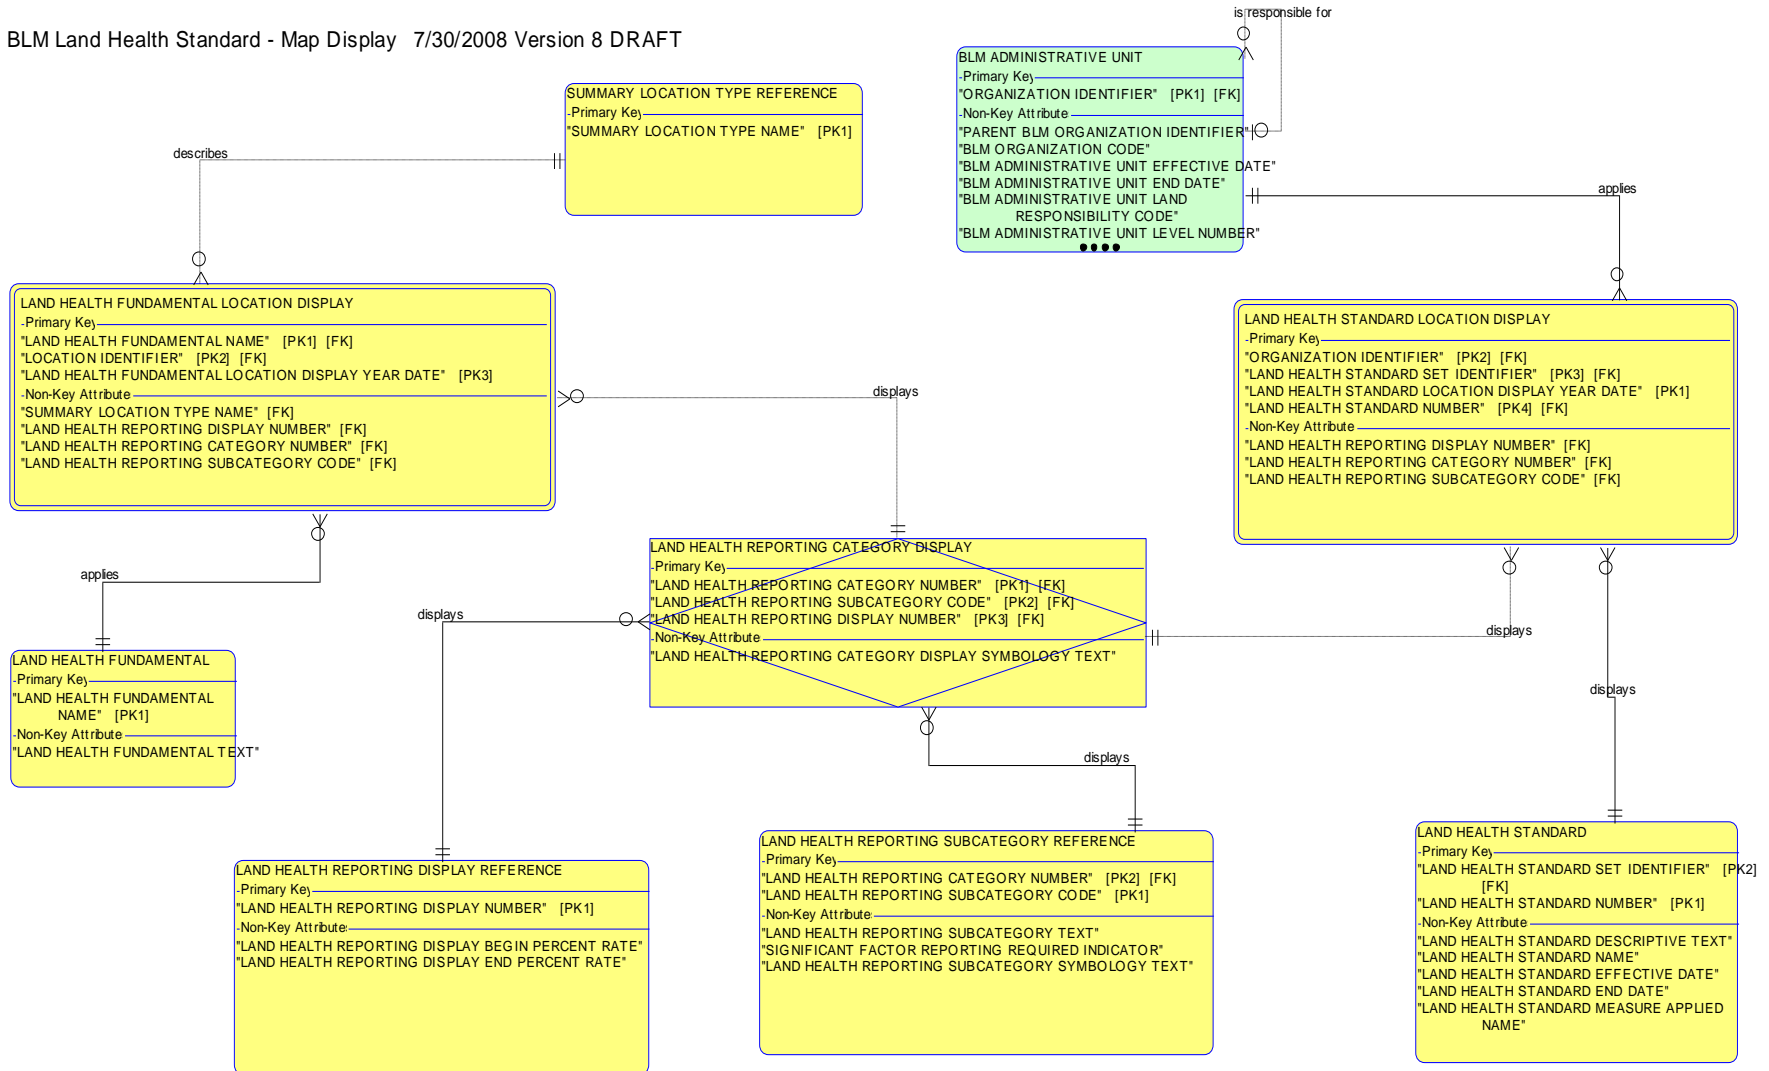 is responsible for
BLM Land Health Standard - Map Display   7/30/2008 Version 8 DRAFT
BLM ADMINISTRATIVE UNIT
-Primary Key
"ORGANIZATION IDENTIFIER"   [PK1]  [FK]
-Non-Key Attribute
"PARENT BLM ORGANIZATION IDENTIFIER"
"BLM ORGANIZATION CODE"
"BLM ADMINISTRATIVE UNIT EFFECTIVE DATE"
"BLM ADMINISTRATIVE UNIT END DATE"
"BLM ADMINISTRATIVE UNIT LAND
RESPONSIBILITY CODE"
"BLM ADMINISTRATIVE UNIT LEVEL NUMBER"
SUMMARY LOCATION TYPE REFERENCE
-Primary Key
"SUMMARY LOCATION TYPE NAME"   [PK1]
describes
applies
LAND HEALTH FUNDAMENTAL LOCATION DISPLAY
-Primary Key
"LAND HEALTH FUNDAMENTAL NAME"   [PK1]  [FK]
"LOCATION IDENTIFIER"   [PK2]  [FK]
"LAND HEALTH FUNDAMENTAL LOCATION DISPLAY YEAR DATE"   [PK3]
-Non-Key Attribute
"SUMMARY LOCATION TYPE NAME"  [FK]
"LAND HEALTH REPORTING DISPLAY NUMBER"  [FK]
"LAND HEALTH REPORTING CATEGORY NUMBER"  [FK]
"LAND HEALTH REPORTING SUBCATEGORY CODE"  [FK]
LAND HEALTH STANDARD LOCATION DISPLAY
-Primary Key
"ORGANIZATION IDENTIFIER"   [PK2]  [FK]
"LAND HEALTH STANDARD SET IDENTIFIER"   [PK3]  [FK]
"LAND HEALTH STANDARD LOCATION DISPLAY YEAR DATE"   [PK1]
"LAND HEALTH STANDARD NUMBER"   [PK4]  [FK]
-Non-Key Attribute
"LAND HEALTH REPORTING DISPLAY NUMBER"  [FK]
"LAND HEALTH REPORTING CATEGORY NUMBER"  [FK]
"LAND HEALTH REPORTING SUBCATEGORY CODE"  [FK]
displays
applies
LAND HEALTH REPORTING CATEGORY DISPLAY
-Primary Key
"LAND HEALTH REPORTING CATEGORY NUMBER"   [PK1]  [FK]
"LAND HEALTH REPORTING SUBCATEGORY CODE"   [PK2]  [FK]
"LAND HEALTH REPORTING DISPLAY NUMBER"   [PK3]  [FK]
-Non-Key Attribute
"LAND HEALTH REPORTING CATEGORY DISPLAY SYMBOLOGY TEXT"
displays
displays
displays
displays
LAND HEALTH FUNDAMENTAL
-Primary Key
"LAND HEALTH FUNDAMENTAL
NAME"   [PK1]
-Non-Key Attribute
"LAND HEALTH FUNDAMENTAL TEXT"
LAND HEALTH REPORTING DISPLAY REFERENCE
-Primary Key
"LAND HEALTH REPORTING DISPLAY NUMBER"   [PK1]
-Non-Key Attributes
"LAND HEALTH REPORTING DISPLAY BEGIN PERCENT RATE"
"LAND HEALTH REPORTING DISPLAY END PERCENT RATE"
LAND HEALTH REPORTING SUBCATEGORY REFERENCE
-Primary Key
"LAND HEALTH REPORTING CATEGORY NUMBER"   [PK2]  [FK]
"LAND HEALTH REPORTING SUBCATEGORY CODE"   [PK1]
-Non-Key Attributes
"LAND HEALTH REPORTING SUBCATEGORY TEXT"
"SIGNIFICANT FACTOR REPORTING REQUIRED INDICATOR"
"LAND HEALTH REPORTING SUBCATEGORY SYMBOLOGY TEXT"
LAND HEALTH STANDARD
-Primary Key
"LAND HEALTH STANDARD SET IDENTIFIER"   [PK2]
[FK]
"LAND HEALTH STANDARD NUMBER"   [PK1]
-Non-Key Attribute
"LAND HEALTH STANDARD DESCRIPTIVE TEXT"
"LAND HEALTH STANDARD NAME"
"LAND HEALTH STANDARD EFFECTIVE DATE"
"LAND HEALTH STANDARD END DATE"
"LAND HEALTH STANDARD MEASURE APPLIED
NAME"